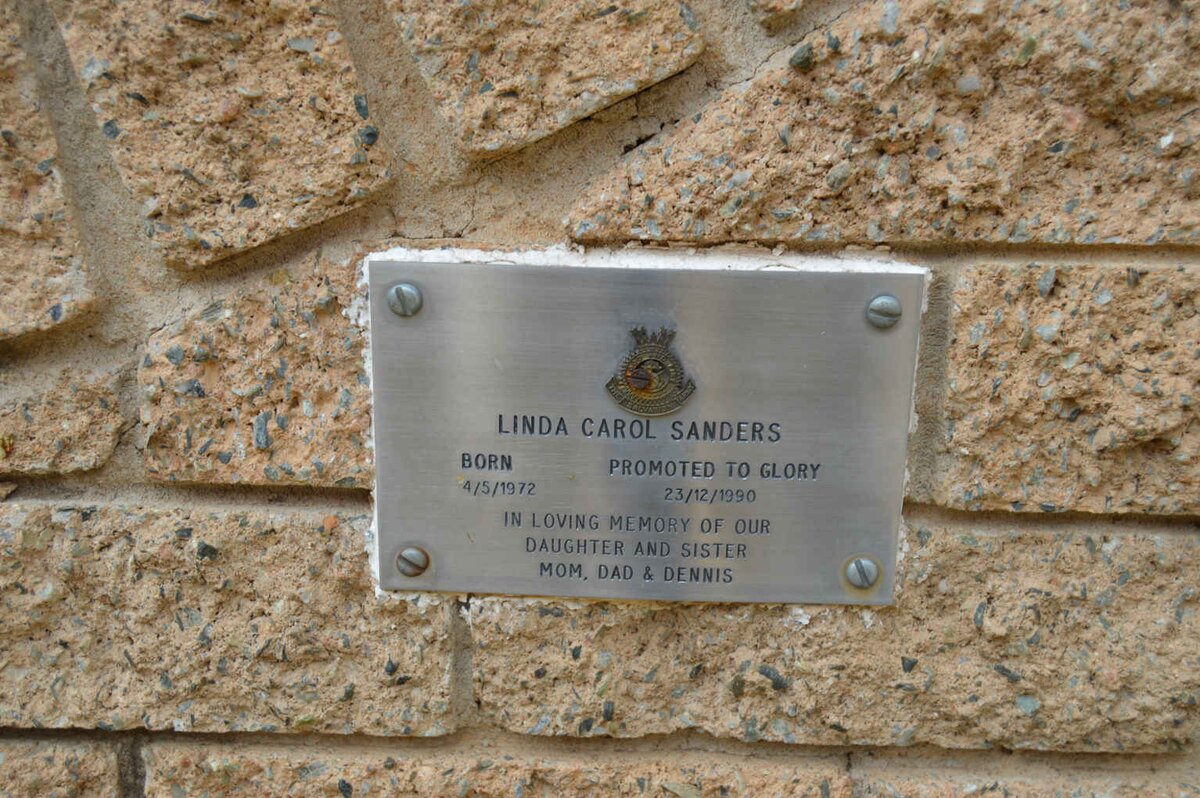 LINDA CAROL SANDERS
BORN PROMOTED TO GLORY
4/5/1972 23/12/1990
IN LOVING MEMORY OF OUR
DAUGHTER AND SISTER
MOM, DAD & DENNIS